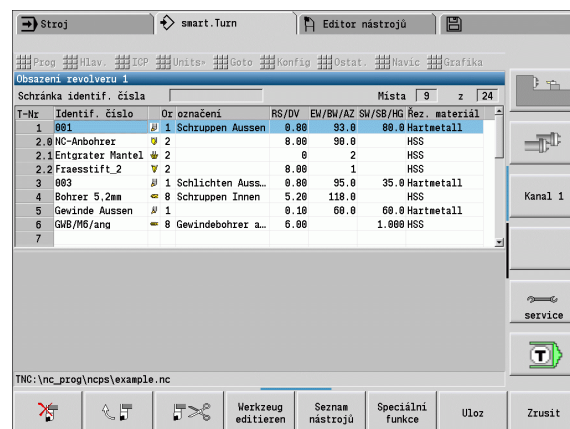 Stroj smart.Turn Editor nástrojů
Prog Hlav. ICP Units» Goto Konfig Ostat. Navíc Grafika
Obsazení revolveru 1
Schránka identif. čísla Místa 9 z 24
T-Nr Identif. číslo Or označení RS/DV EW/BW/AZ SW/SB/HG Řez. materiál
1 001 1 Schruppen Aussen 0.80 93.0 80.0 Hartmetall
2.0 NC-Anbohrer 2 8.00 90.0 HSS
2.1 Entgrater Mantel 2 0 2 HSS
2.2 Fraesstift_2 2 8.00 1 HSS
3 003 1 Schlichten Auss… 0.80 95.0 35.0 Hartmetall
4 Bohrer 5,2mm 8 Schruppen Innen 5.20 118.0 HSS
5 Gewinde Aussen 1 0.10 60.0 60.0 Hartmetall
6 GWB/M6/ang 8 Gewindebohrer a… 6.00 1.000 HSS
7
Kanal 1
service
T
TNC:\nc_prog\ncps\example.nc
Werkzeug editieren
Seznam nástrojů
Speciální funkce
Uloz
Zrusit